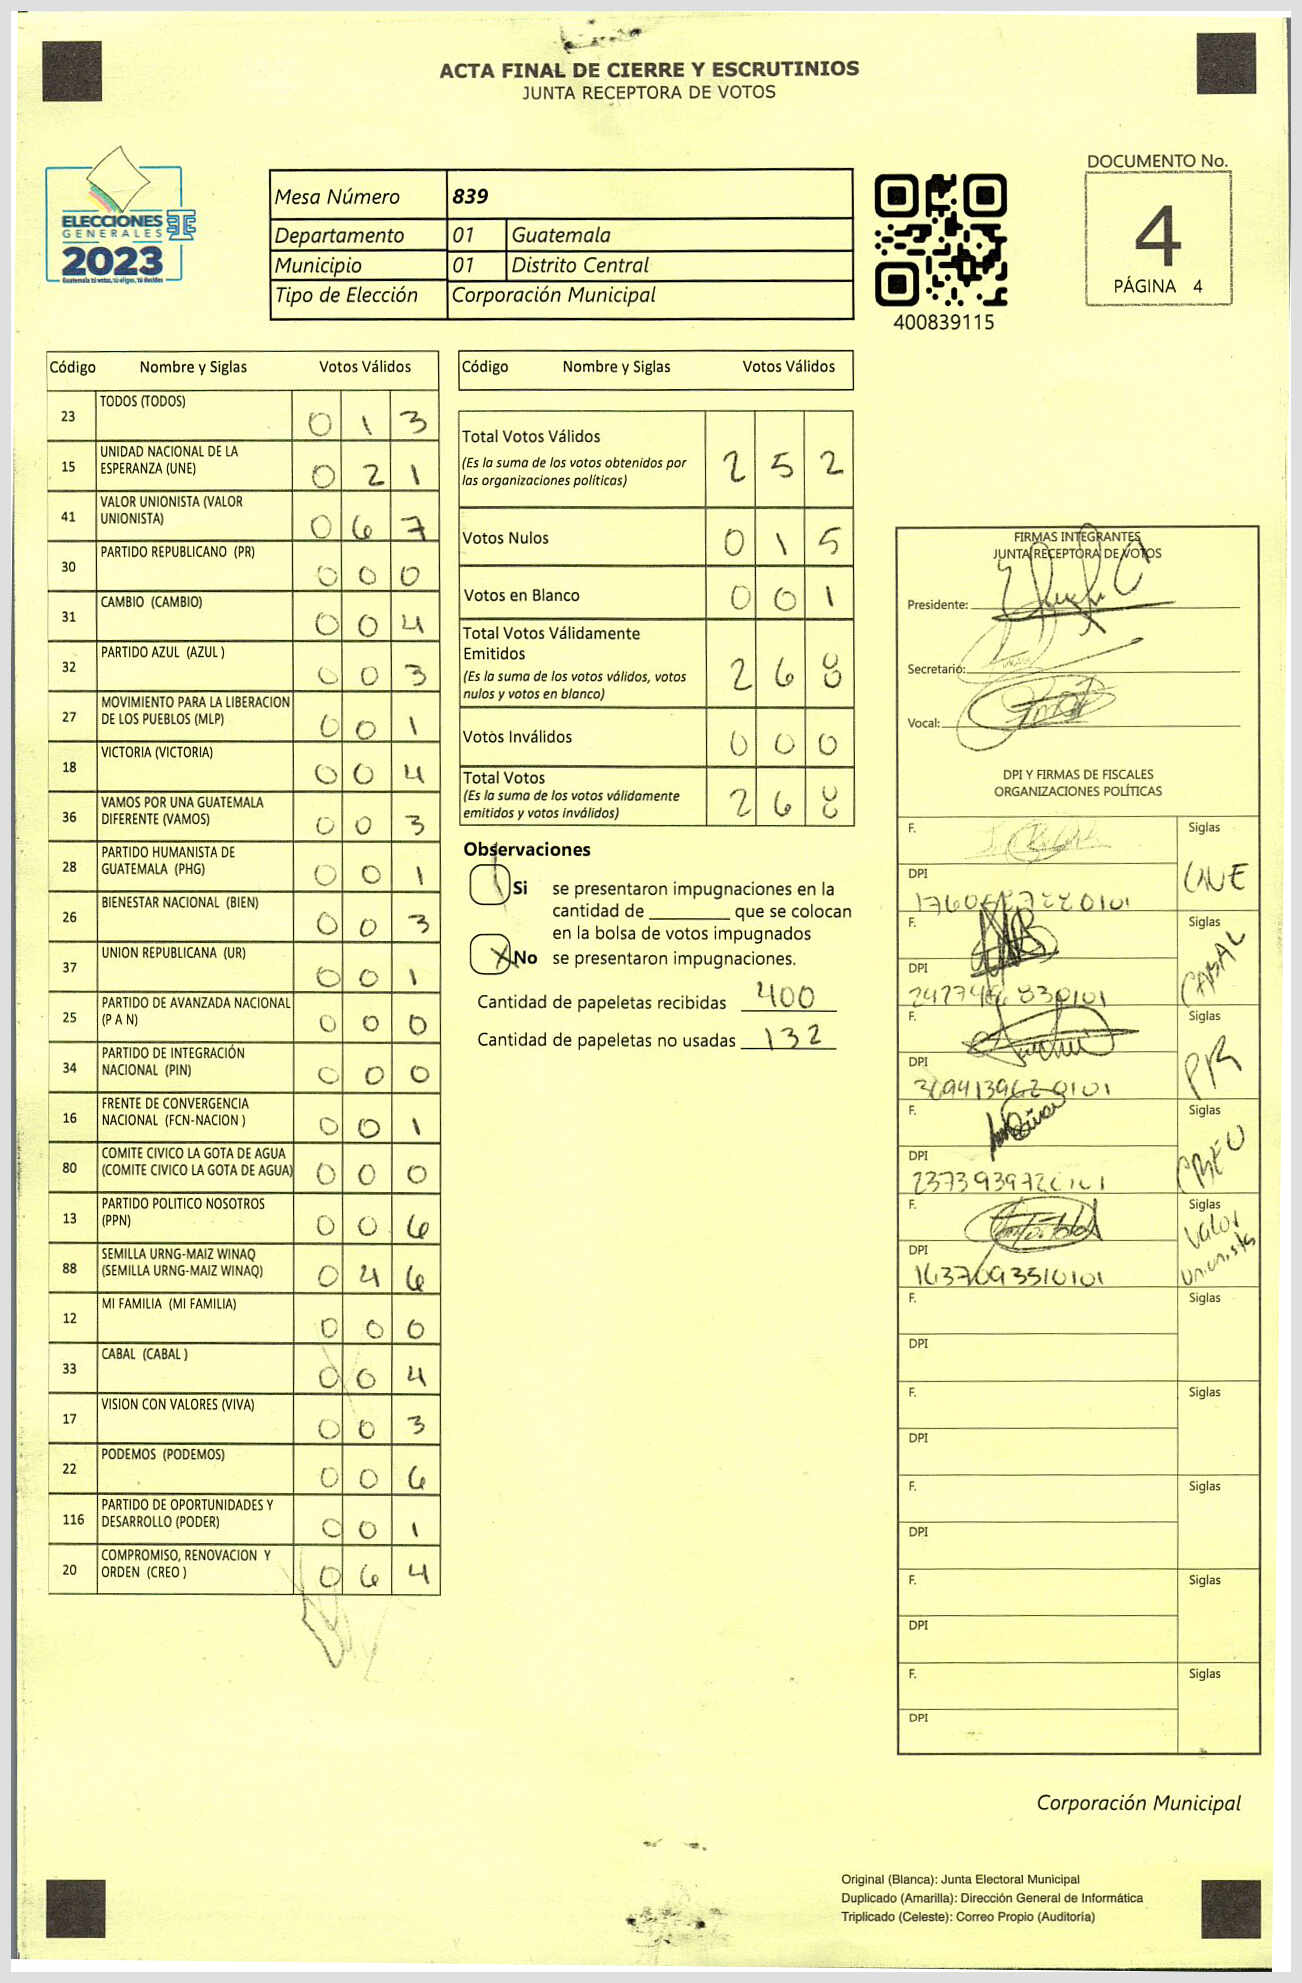 ACTA FINAL DE CIERRE Y ESCRUTINIOS
JUNTA RECEPTORA DE VOTOS
ELECCIONES
GENERALES
2023
Guatemala tú votas, tú eliges, tú decides
Mesa Número 839
Departamento 01 Guatemala
Municipio 01 Distrito Central
Tipo de Elección Corporación Municipal
400839115
DOCUMENTO No.
4
PÁGINA 4
Código Nombre y Siglas Votos Válidos
23 TODOS (TODOS) 0 1 3
15 UNIDAD NACIONAL DE LA
ESPERANZA (UNE) 0 2 1
41 VALOR UNIONISTA (VALOR
UNIONISTA) 0 6 7
30 PARTIDO REPUBLICANO (PR) 0 0 0
31 CAMBIO (CAMBIO) 0 0 4
32 PARTIDO AZUL (AZUL ) 0 0 3
27 MOVIMIENTO PARA LA LIBERACION
DE LOS PUEBLOS (MLP) 0 0 1
18 VICTORIA (VICTORIA) 0 0 4
36 VAMOS POR UNA GUATEMALA
DIFERENTE (VAMOS) 0 0 3
28 PARTIDO HUMANISTA DE
GUATEMALA (PHG) 0 0 1
26 BIENESTAR NACIONAL (BIEN) 0 0 3
37 UNION REPUBLICANA (UR) 0 0 1
25 PARTIDO DE AVANZADA NACIONAL
(P A N) 0 0 0
34 PARTIDO DE INTEGRACIÓN
NACIONAL (PIN) 0 0 0
16 FRENTE DE CONVERGENCIA
NACIONAL (FCN-NACION ) 0 0 1
80 COMITE CIVICO LA GOTA DE AGUA
(COMITE CIVICO LA GOTA DE AGUA) 0 0 0
13 PARTIDO POLITICO NOSOTROS
(PPN) 0 0 6
88 SEMILLA URNG-MAIZ WINAQ
(SEMILLA URNG-MAIZ WINAQ) 0 4 6
12 MI FAMILIA (MI FAMILIA) 0 0 0
33 CABAL (CABAL ) 0 0 4
17 VISION CON VALORES (VIVA) 0 0 3
22 PODEMOS (PODEMOS) 0 0 6
116 PARTIDO DE OPORTUNIDADES Y
DESARROLLO (PODER) 0 0 1
20 COMPROMISO, RENOVACION Y
ORDEN (CREO ) 0 6 4
Código Nombre y Siglas Votos Válidos
Total Votos Válidos 2 5 2
(Es la suma de los votos obtenidos por
las organizaciones políticas)
Votos Nulos 0 1 5
Votos en Blanco 0 0 1
Total Votos Válidamente
Emitidos 2 6 8
(Es la suma de los votos válidos, votos
nulos y votos en blanco)
Votos Inválidos 0 0 0
Total Votos 2 6 8
(Es la suma de los votos válidamente
emitidos y votos inválidos)
Observaciones
Si se presentaron impugnaciones en la
cantidad de ________ que se colocan
en la bolsa de votos impugnados
X No se presentaron impugnaciones.
Cantidad de papeletas recibidas 400
Cantidad de papeletas no usadas 132
FIRMAS INTEGRANTES
JUNTA RECEPTORA DE VOTOS
Presidente:
Secretario:
Vocal:
DPI Y FIRMAS DE FISCALES
ORGANIZACIONES POLÍTICAS
F. Siglas
DPI UNE
F. Siglas
DPI CABAL
F. Siglas
DPI PR
F. Siglas
DPI CREO
F. Siglas
Valor
unionista
DPI
1637093510101
F. Siglas
DPI
F. Siglas
DPI
F. Siglas
DPI
F. Siglas
DPI
F. Siglas
DPI
Corporación Municipal
Original (Blanca): Junta Electoral Municipal
Duplicado (Amarilla): Dirección General de Informática
Triplicado (Celeste): Correo Propio (Auditoría)